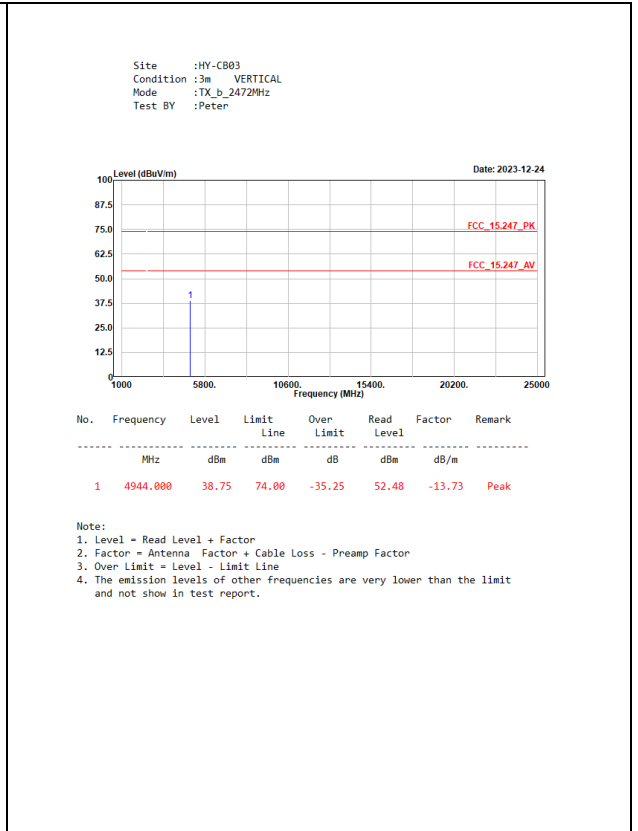 Site :HY-CB03
Condition :3m VERTICAL
Mode :TX_b_2472MHz
Test BY :Peter
Level (dBuV/m)
Date: 2023-12-24
100
87.5
75.0
62.5
50.0
37.5
25.0
12.5
0
FCC_15.247_PK
FCC_15.247_AV
1
1000 5800. 10600. 15400. 20200. 25000
Frequency (MHz)
No. Frequency Level Limit Over Read Factor Remark
Line Limit Level
------ ----------- -------- --------- --------- --------- -------- ---------
MHz dBm dBm dB dBm dB/m
1 4944.000 38.75 74.00 -35.25 52.48 -13.73 Peak
Note:
1. Level = Read Level + Factor
2. Factor = Antenna Factor + Cable Loss - Preamp Factor
3. Over Limit = Level - Limit Line
4. The emission levels of other frequencies are very lower than the limit
and not show in test report.